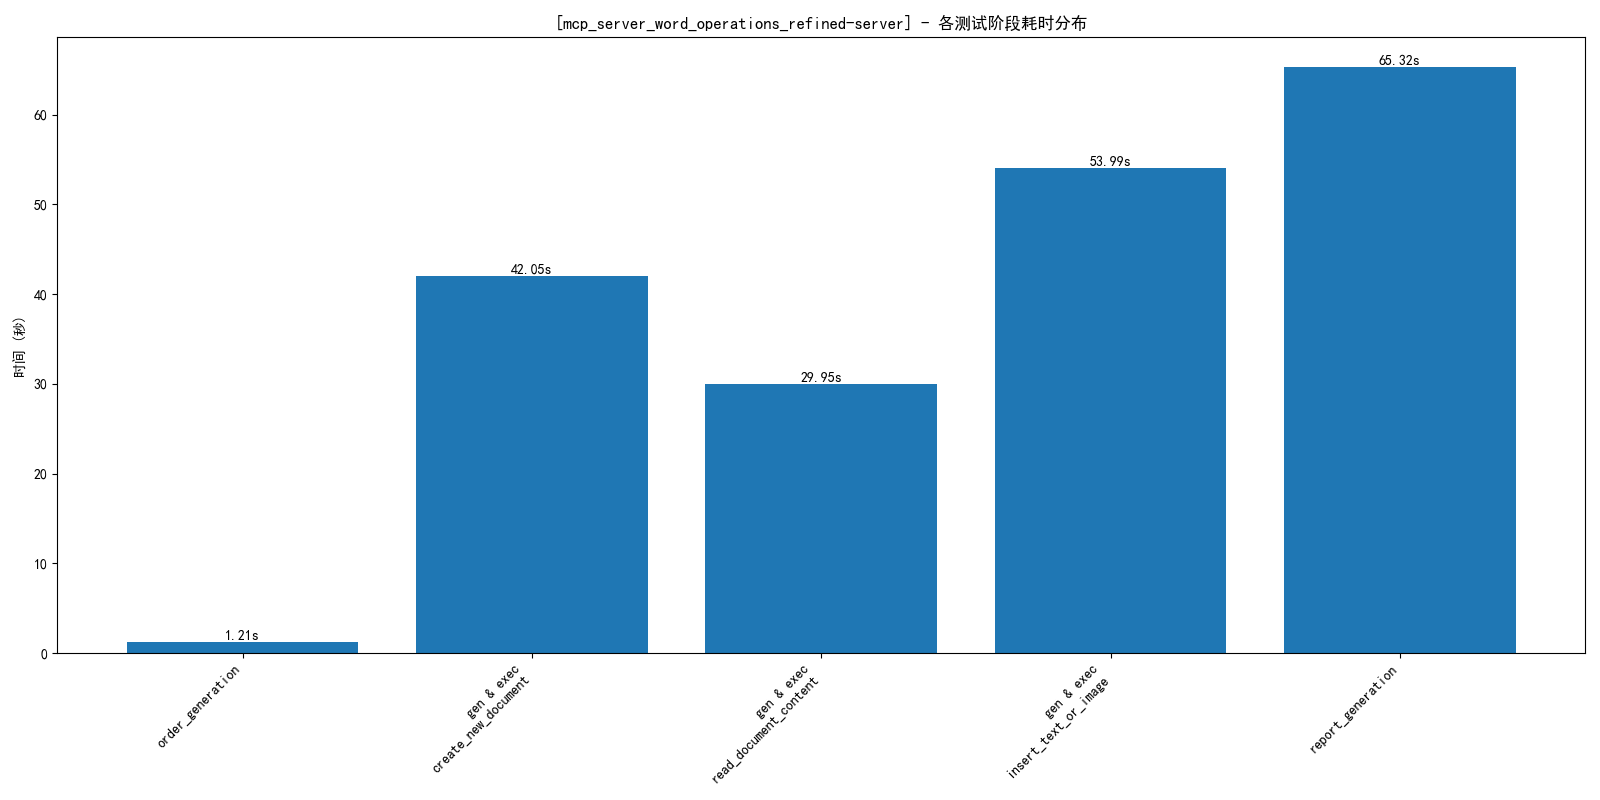 [mcp_server_word_operations_refined-server] - 各测试阶段耗时分布
时间 (秒)
60
50
40
30
20
10
0
1.21s
42.05s
29.95s
53.99s
65.32s
order_generation
gen & exec
create_new_document
gen & exec
read_document_content
gen & exec
insert_text_or_image
report_generation